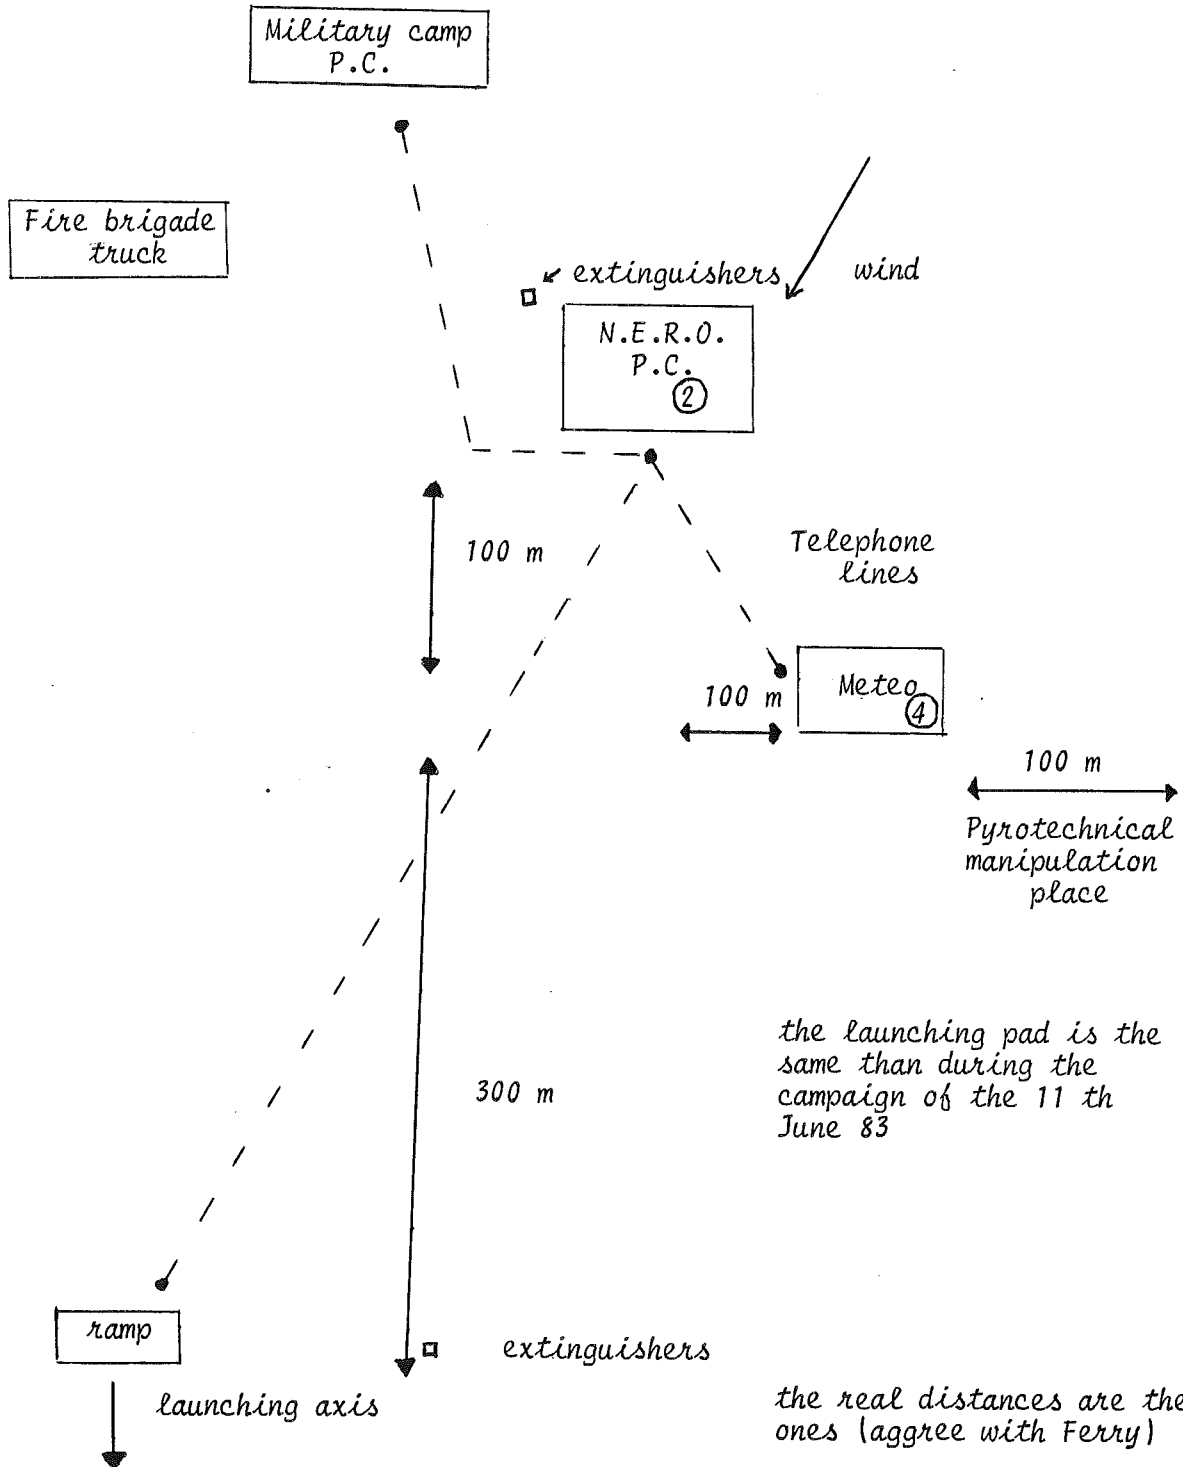 Military camp
P.C.
Fire brigade
truck
extinguishers
wind
N.E.R.O.
P.C.
2
100 m
Telephone
lines
100 m
Meteo
4
100 m
Pyrotechnical
manipulation
place
the launching pad is the
same than during the
campaign of the 11 th
June 83
300 m
ramp
extinguishers
launching axis
the real distances are the
ones (aggree with Ferry)